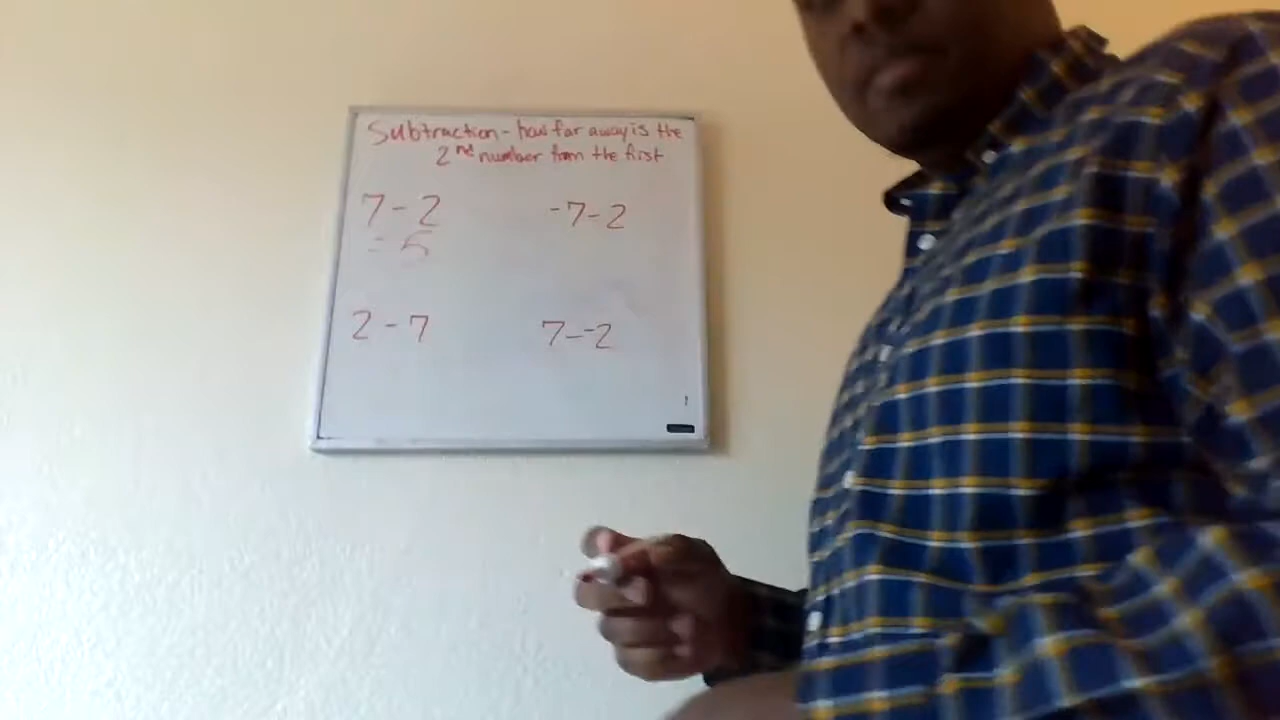 Subtraction - how far away is the
2nd number from the first
7 - 2
= 5
-7 - 2
2 - 7
7 - -2